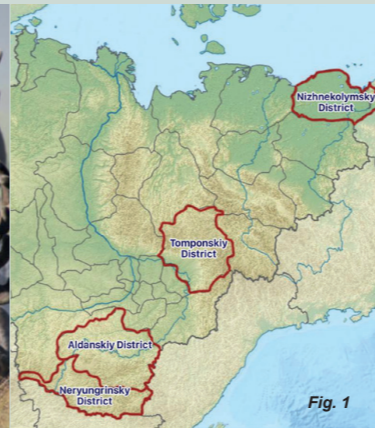 Nizhnekolymsky
District
Tomponskiy
District
Aldanskiy District
Neryungrinsky
District
Fig. 1